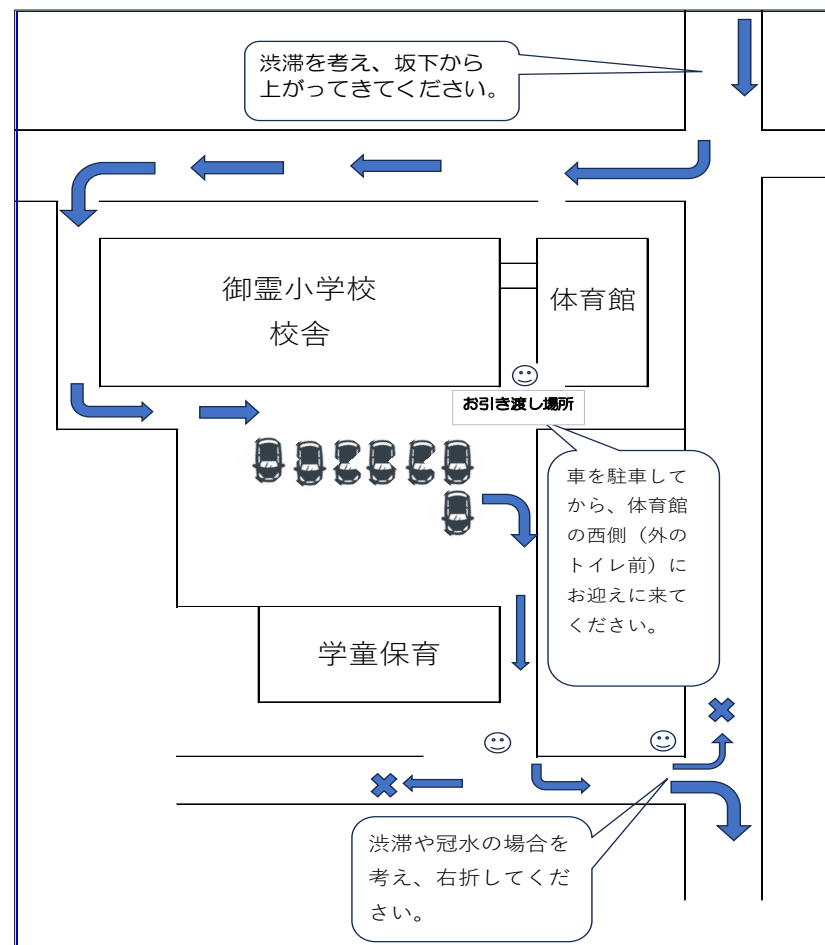 渋滞を考え、坂下から
上がってきてください。
御霊小学校
校舎
体育館
お引き渡し場所
車を駐車して
から、体育館
の西側（外の
トイレ前）に
お迎えに来て
ください。
学童保育
渋滞や冠水の場合を
考え、右折してくだ
さい。